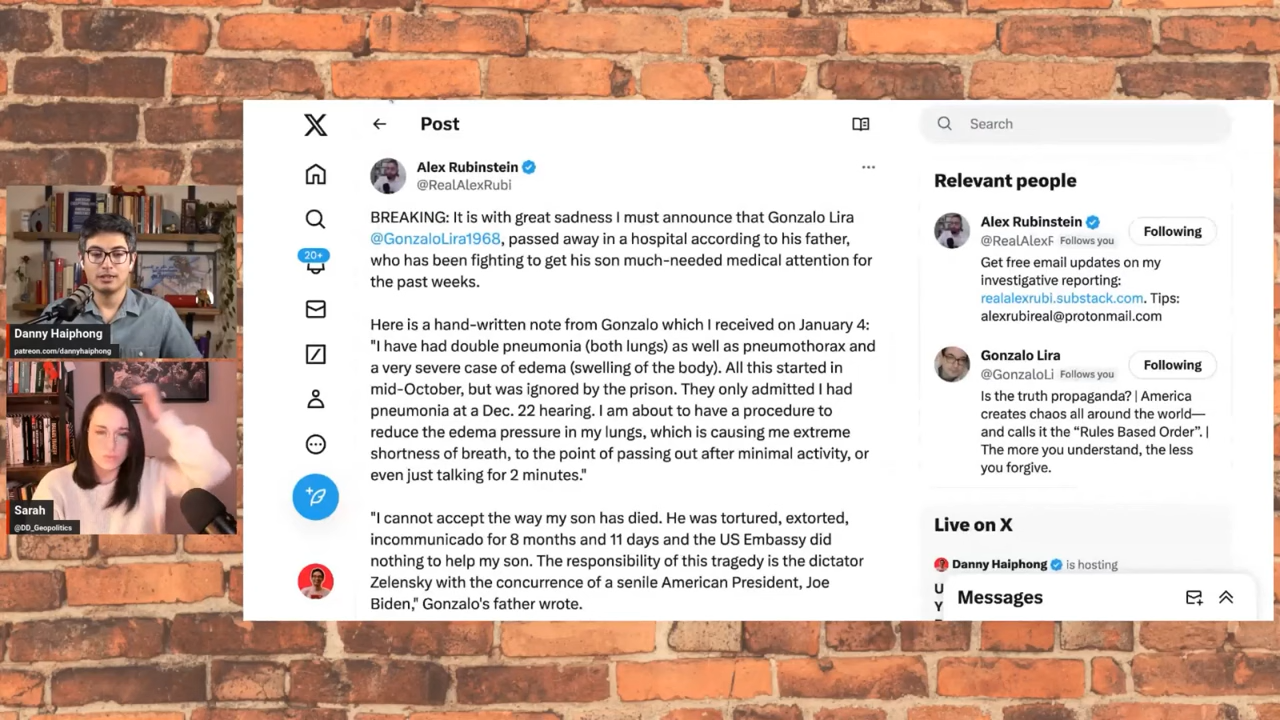 Post
Search
Alex Rubinstein
@RealAlexRubi
BREAKING: It is with great sadness I must announce that Gonzalo Lira
@GonzaloLira1968, passed away in a hospital according to his father,
who has been fighting to get his son much-needed medical attention for
the past weeks.
Here is a hand-written note from Gonzalo which I received on January 4:
"I have had double pneumonia (both lungs) as well as pneumothorax and
a very severe case of edema (swelling of the body). All this started in
mid-October, but was ignored by the prison. They only admitted I had
pneumonia at a Dec. 22 hearing. I am about to have a procedure to
reduce the edema pressure in my lungs, which is causing me extreme
shortness of breath, to the point of passing out after minimal activity, or
even just talking for 2 minutes."
"I cannot accept the way my son has died. He was tortured, extorted,
incommunicado for 8 months and 11 days and the US Embassy did
nothing to help my son. The responsibility of this tragedy is the dictator
Zelensky with the concurrence of a senile American President, Joe
Biden," Gonzalo's father wrote.
20+
Relevant people
Alex Rubinstein
Following
@RealAlexF Follows you
Get free email updates on my
investigative reporting:
realalexrubi.substack.com. Tips:
alexrubireal@protonmail.com
Gonzalo Lira
Following
@GonzaloLi Follows you
Is the truth propaganda? | America
creates chaos all around the world—
and calls it the “Rules Based Order”. |
The more you understand, the less
you forgive.
Live on X
Danny Haiphong is hosting
U
Y
Messages
Danny Haiphong
patreon.com/dannyhaiphong
Sarah
@DD_Geopolitics